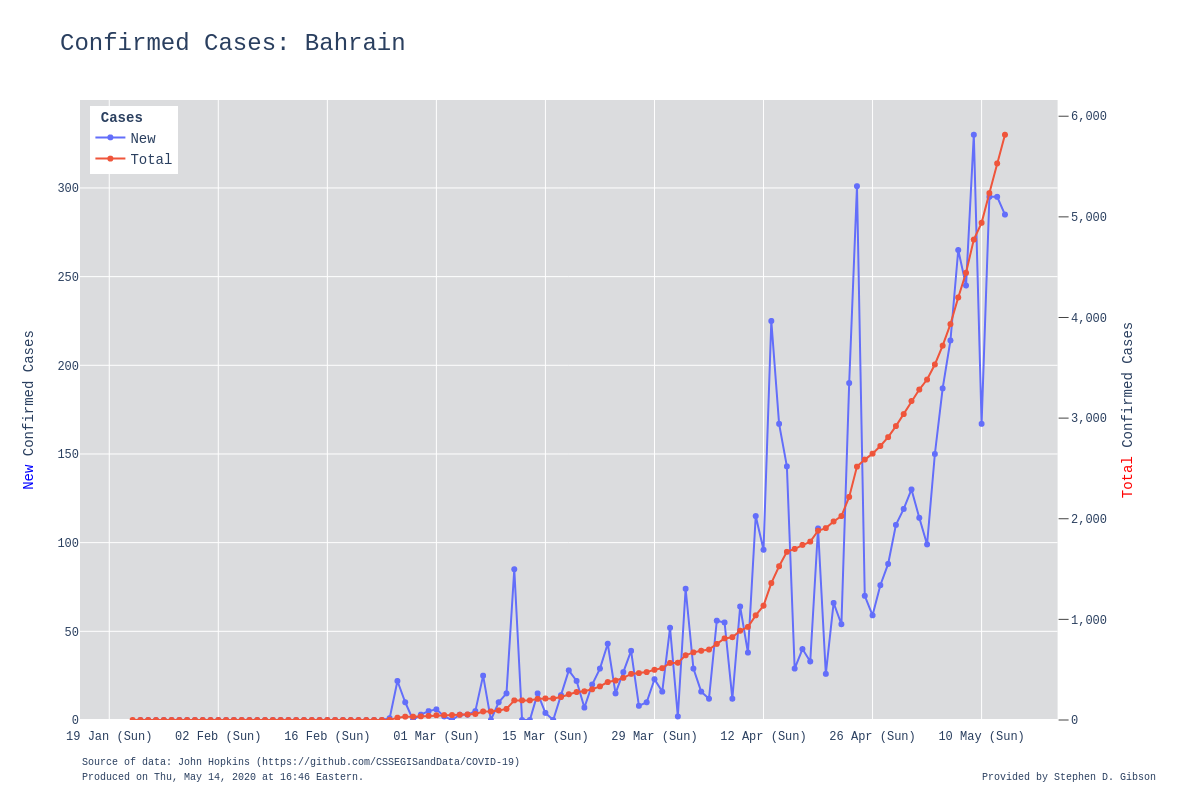 Confirmed Cases: Bahrain
Cases
New
Total
300
250
200
150
100
50
0
New Confirmed Cases
6,000
5,000
4,000
3,000
2,000
1,000
0
Total Confirmed Cases
19 Jan (Sun) 02 Feb (Sun) 16 Feb (Sun) 01 Mar (Sun) 15 Mar (Sun) 29 Mar (Sun) 12 Apr (Sun) 26 Apr (Sun) 10 May (Sun)
Source of data: John Hopkins (https://github.com/CSSEGISandData/COVID-19)
Produced on Thu, May 14, 2020 at 16:46 Eastern.
Provided by Stephen D. Gibson